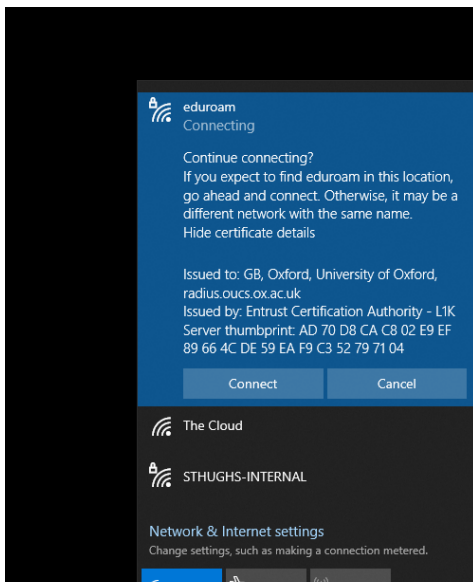 eduroam
Connecting
Continue connecting?
If you expect to find eduroam in this location,
go ahead and connect. Otherwise, it may be a
different network with the same name.
Hide certificate details
Issued to: GB, Oxford, University of Oxford,
radius.oucs.ox.ac.uk
Issued by: Entrust Certification Authority - L1K
Server thumbprint: AD 70 D8 CA C8 02 E9 EF
89 66 4C DE 59 EA F9 C3 52 79 71 04
Connect Cancel
The Cloud
STHUGHS-INTERNAL
Network & Internet settings
Change settings, such as making a connection metered.